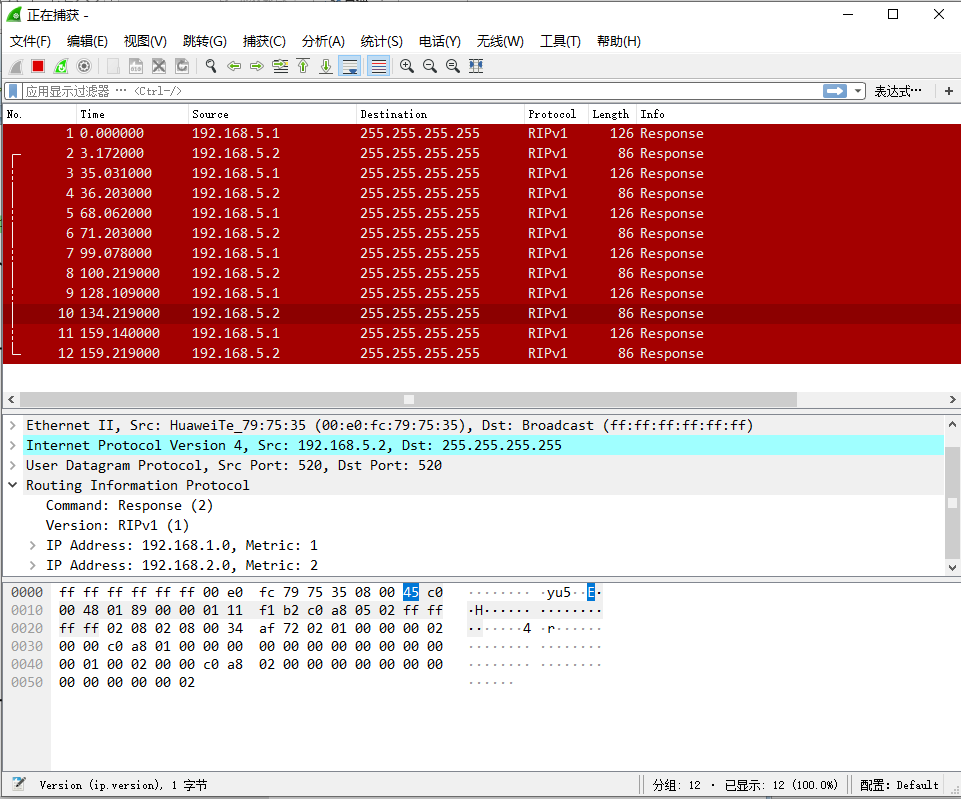 正在捕获 -
文件(F) 编辑(E) 视图(V) 跳转(G) 捕获(C) 分析(A) 统计(S) 电话(Y) 无线(W) 工具(T) 帮助(H)
应用显示过滤器 … <Ctrl-/> 表达式… +
No. Time Source Destination Protocol Length Info
1 0.000000 192.168.5.1 255.255.255.255 RIPv1 126 Response
2 3.172000 192.168.5.2 255.255.255.255 RIPv1 86 Response
3 35.031000 192.168.5.1 255.255.255.255 RIPv1 126 Response
4 36.203000 192.168.5.2 255.255.255.255 RIPv1 86 Response
5 68.062000 192.168.5.1 255.255.255.255 RIPv1 126 Response
6 71.203000 192.168.5.2 255.255.255.255 RIPv1 86 Response
7 99.078000 192.168.5.1 255.255.255.255 RIPv1 126 Response
8 100.219000 192.168.5.2 255.255.255.255 RIPv1 86 Response
9 128.109000 192.168.5.1 255.255.255.255 RIPv1 126 Response
10 134.219000 192.168.5.2 255.255.255.255 RIPv1 86 Response
11 159.140000 192.168.5.1 255.255.255.255 RIPv1 126 Response
12 159.219000 192.168.5.2 255.255.255.255 RIPv1 86 Response
Ethernet II, Src: HuaweiTe_79:75:35 (00:e0:fc:79:75:35), Dst: Broadcast (ff:ff:ff:ff:ff:ff)
Internet Protocol Version 4, Src: 192.168.5.2, Dst: 255.255.255.255
User Datagram Protocol, Src Port: 520, Dst Port: 520
Routing Information Protocol
Command: Response (2)
Version: RIPv1 (1)
IP Address: 192.168.1.0, Metric: 1
IP Address: 192.168.2.0, Metric: 2
0000 ff ff ff ff ff ff 00 e0 fc 79 75 35 08 00 45 c0 ········ ·yu5··E·
0010 00 48 01 89 00 00 01 11 f1 b2 c0 a8 05 02 ff ff ·H······ ········
0020 ff ff 02 08 02 08 00 34 af 72 02 01 00 00 00 02 ·······4 ·r······
0030 00 00 c0 a8 01 00 00 00 00 00 00 00 00 00 00 00 ········ ········
0040 00 01 00 02 00 00 c0 a8 02 00 00 00 00 00 00 00 ········ ········
0050 00 00 00 00 00 02 ······
Version (ip.version), 1 字节 分组: 12 · 已显示: 12 (100.0%) 配置: Default